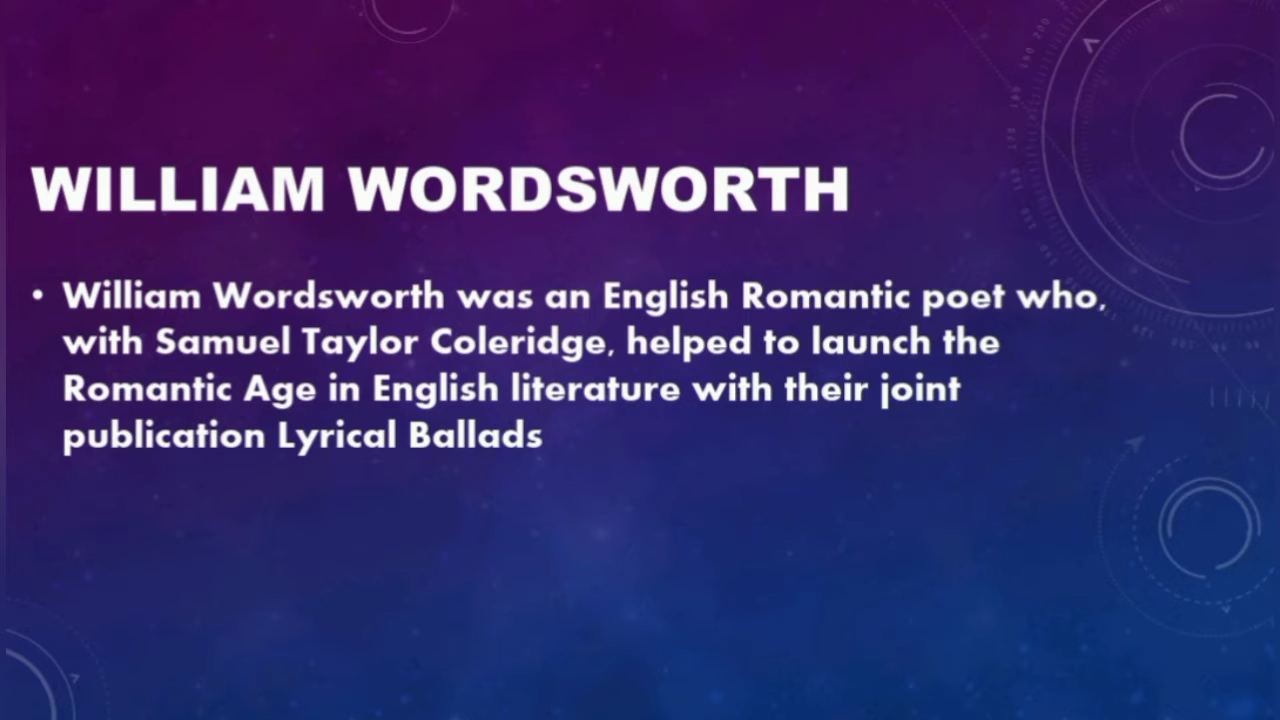 WILLIAM WORDSWORTH
• William Wordsworth was an English Romantic poet who,
with Samuel Taylor Coleridge, helped to launch the
Romantic Age in English literature with their joint
publication Lyrical Ballads